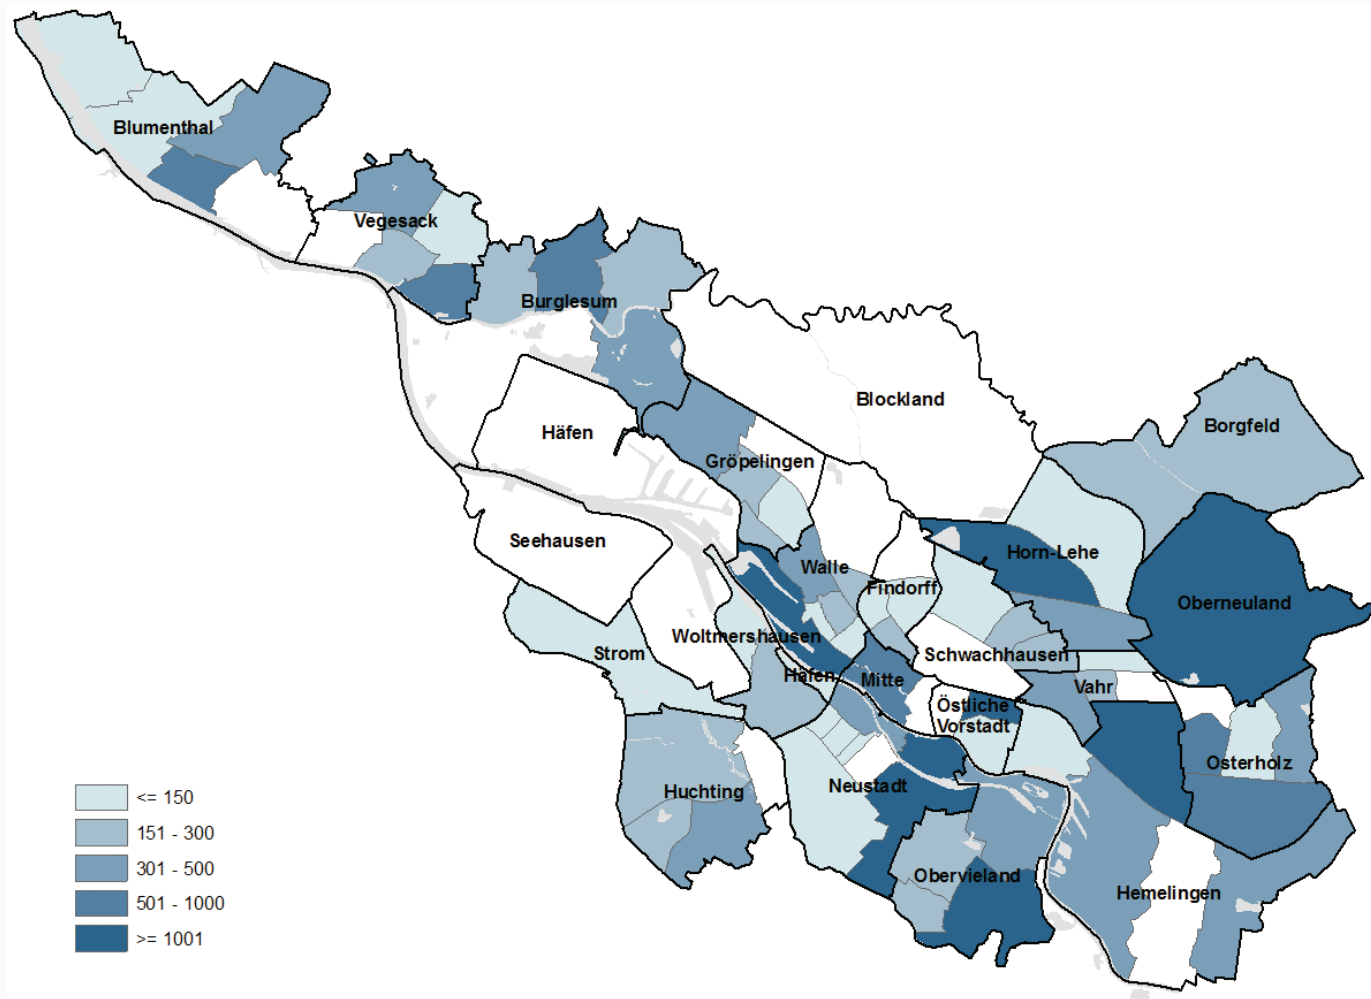 Blumenthal
Vegesack
Burglesum
Blockland
Borgfeld
Häfen
Gröpelingen
Seehausen
Horn-Lehe
Walle
Findorff
Oberneuland
Woltmershausen
Strom
Schwachhausen
Häfen
Mitte
Vahr
Östliche
Vorstadt
Osterholz
Huchting
Neustadt
Obervieland
Hemelingen
<= 150
151 - 300
301 - 500
501 - 1000
>= 1001